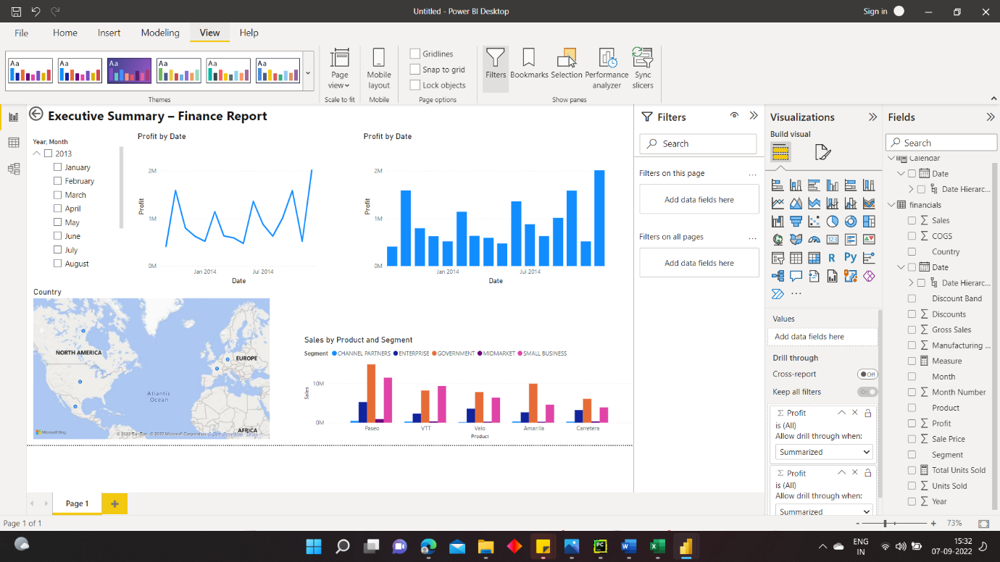 Untitled - Power BI Desktop
Sign in
File Home Insert Modeling View Help
Aa Aa Aa Aa Aa Aa
Themes
Page view
Scale to fit
Mobile layout
Mobile
Gridlines
Snap to grid
Lock objects
Page options
Filters Bookmarks Selection Performance analyzer Sync slicers
Show panes
Executive Summary – Finance Report
Year, Month
2013
January
February
March
April
May
June
July
August
Profit by Date
Profit
2M
1M
0M
Jan 2014 Jul 2014
Date
Profit by Date
Profit
2M
1M
0M
Jan 2014 Jul 2014
Date
Country
NORTH AMERICA
EUROPE
Atlantic
Ocean
AFRICA
Microsoft Bing
© 2022 TomTom, © 2022 Microsoft Corporation, © OpenStreetMap Terms
Sales by Product and Segment
Segment CHANNEL PARTNERS ENTERPRISE GOVERNMENT MIDMARKET SMALL BUSINESS
Sales
10M
0M
Paseo VTT Velo Amarilla Carretera
Product
Filters
Search
Filters on this page ...
Add data fields here
Filters on all pages ...
Add data fields here
Visualizations
Build visual
123
R Py
...
Values
Add data fields here
Drill through
Cross-report Off
Keep all filters On
Σ Profit
is (All)
Allow drill through when:
Summarized
Σ Profit
is (All)
Allow drill through when:
Summarized
Fields
Search
Calendar
Date
Date Hierarc...
financials
Σ Sales
Σ COGS
Country
Date
Date Hierarc...
Discount Band
Σ Discounts
Σ Gross Sales
Σ Manufacturing ...
Measure
Month
Σ Month Number
Product
Σ Profit
Σ Sale Price
Segment
Total Units Sold
Σ Units Sold
Σ Year
Page 1
+
Page 1 of 1
- + 73%
PC
W
X
ENG
IN
15:32
07-09-2022